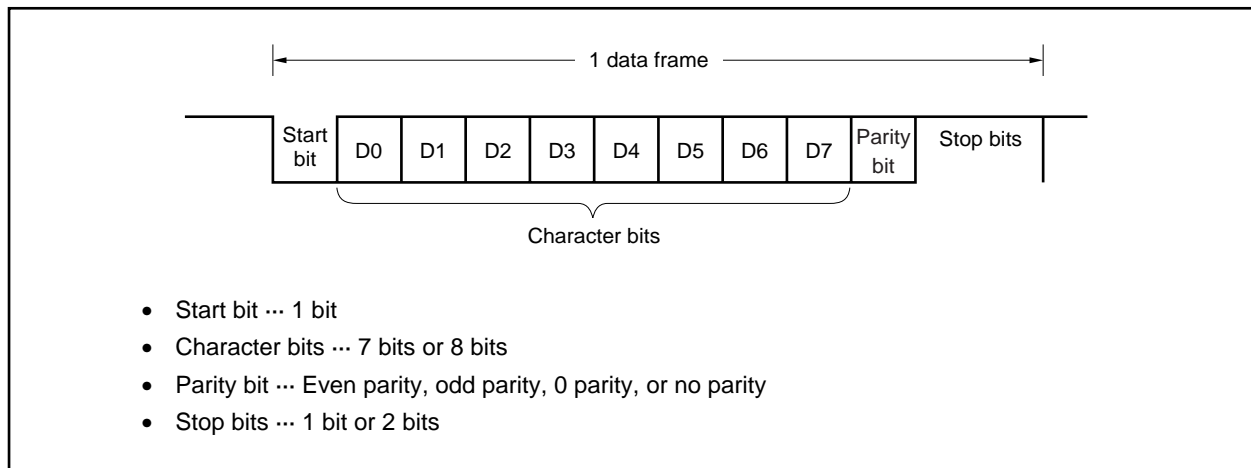 1 data frame
Start bit D0 D1 D2 D3 D4 D5 D6 D7 Parity bit Stop bits
Character bits
• Start bit ··· 1 bit
• Character bits ··· 7 bits or 8 bits
• Parity bit ··· Even parity, odd parity, 0 parity, or no parity
• Stop bits ··· 1 bit or 2 bits